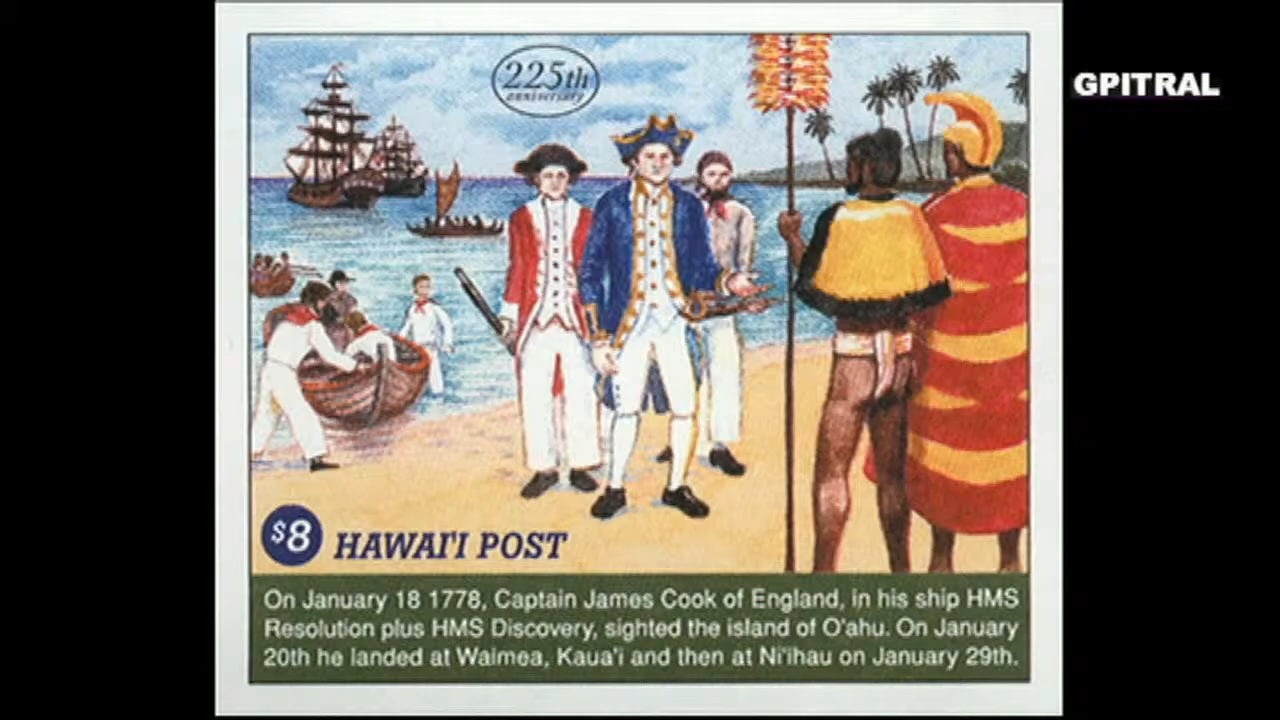 225th
anniversary
GPITRAL
$8 HAWAI'I POST
On January 18 1778, Captain James Cook of England, in his ship HMS
Resolution plus HMS Discovery, sighted the island of O'ahu. On January
20th he landed at Waimea, Kaua'i and then at Ni'ihau on January 29th.